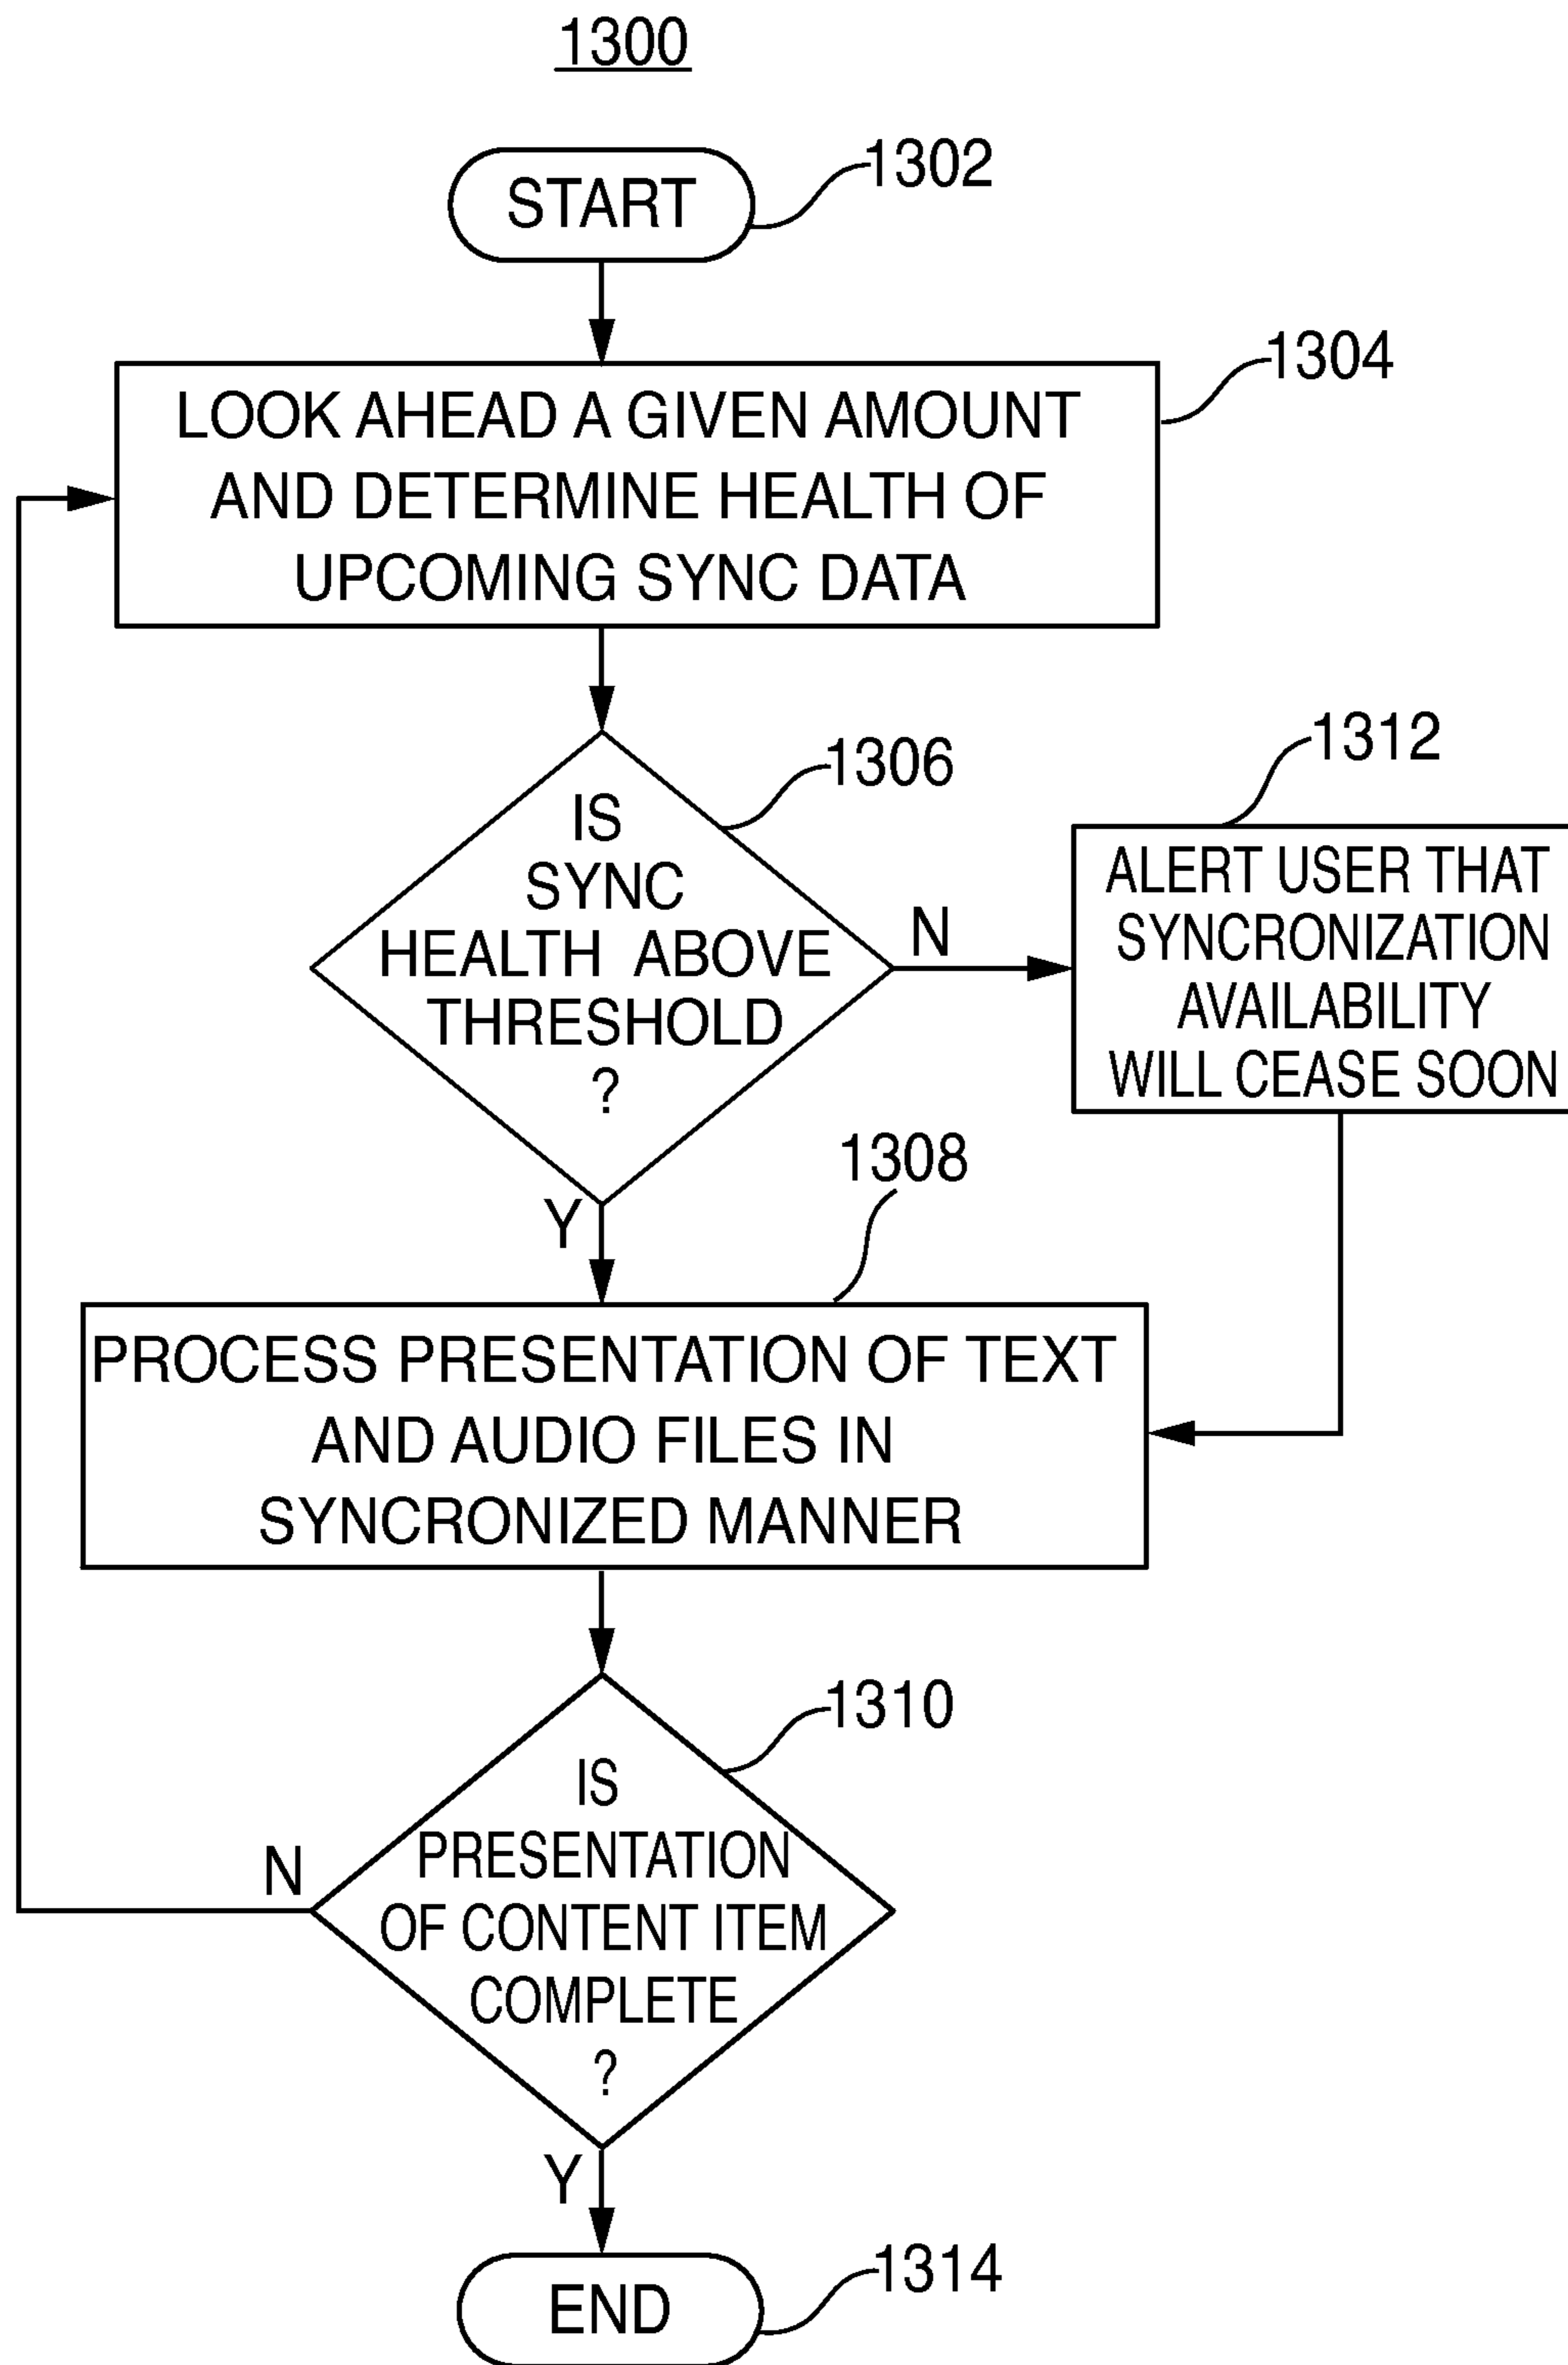 1300
START
1302
1304
LOOK AHEAD A GIVEN AMOUNT
AND DETERMINE HEALTH OF
UPCOMING SYNC DATA
1306
IS
SYNC
HEALTH ABOVE
THRESHOLD
?
N
1312
ALERT USER THAT
SYNCRONIZATION
AVAILABILITY
WILL CEASE SOON
Y
1308
PROCESS PRESENTATION OF TEXT
AND AUDIO FILES IN
SYNCRONIZED MANNER
1310
IS
PRESENTATION
OF CONTENT ITEM
COMPLETE
?
N
Y
END
1314